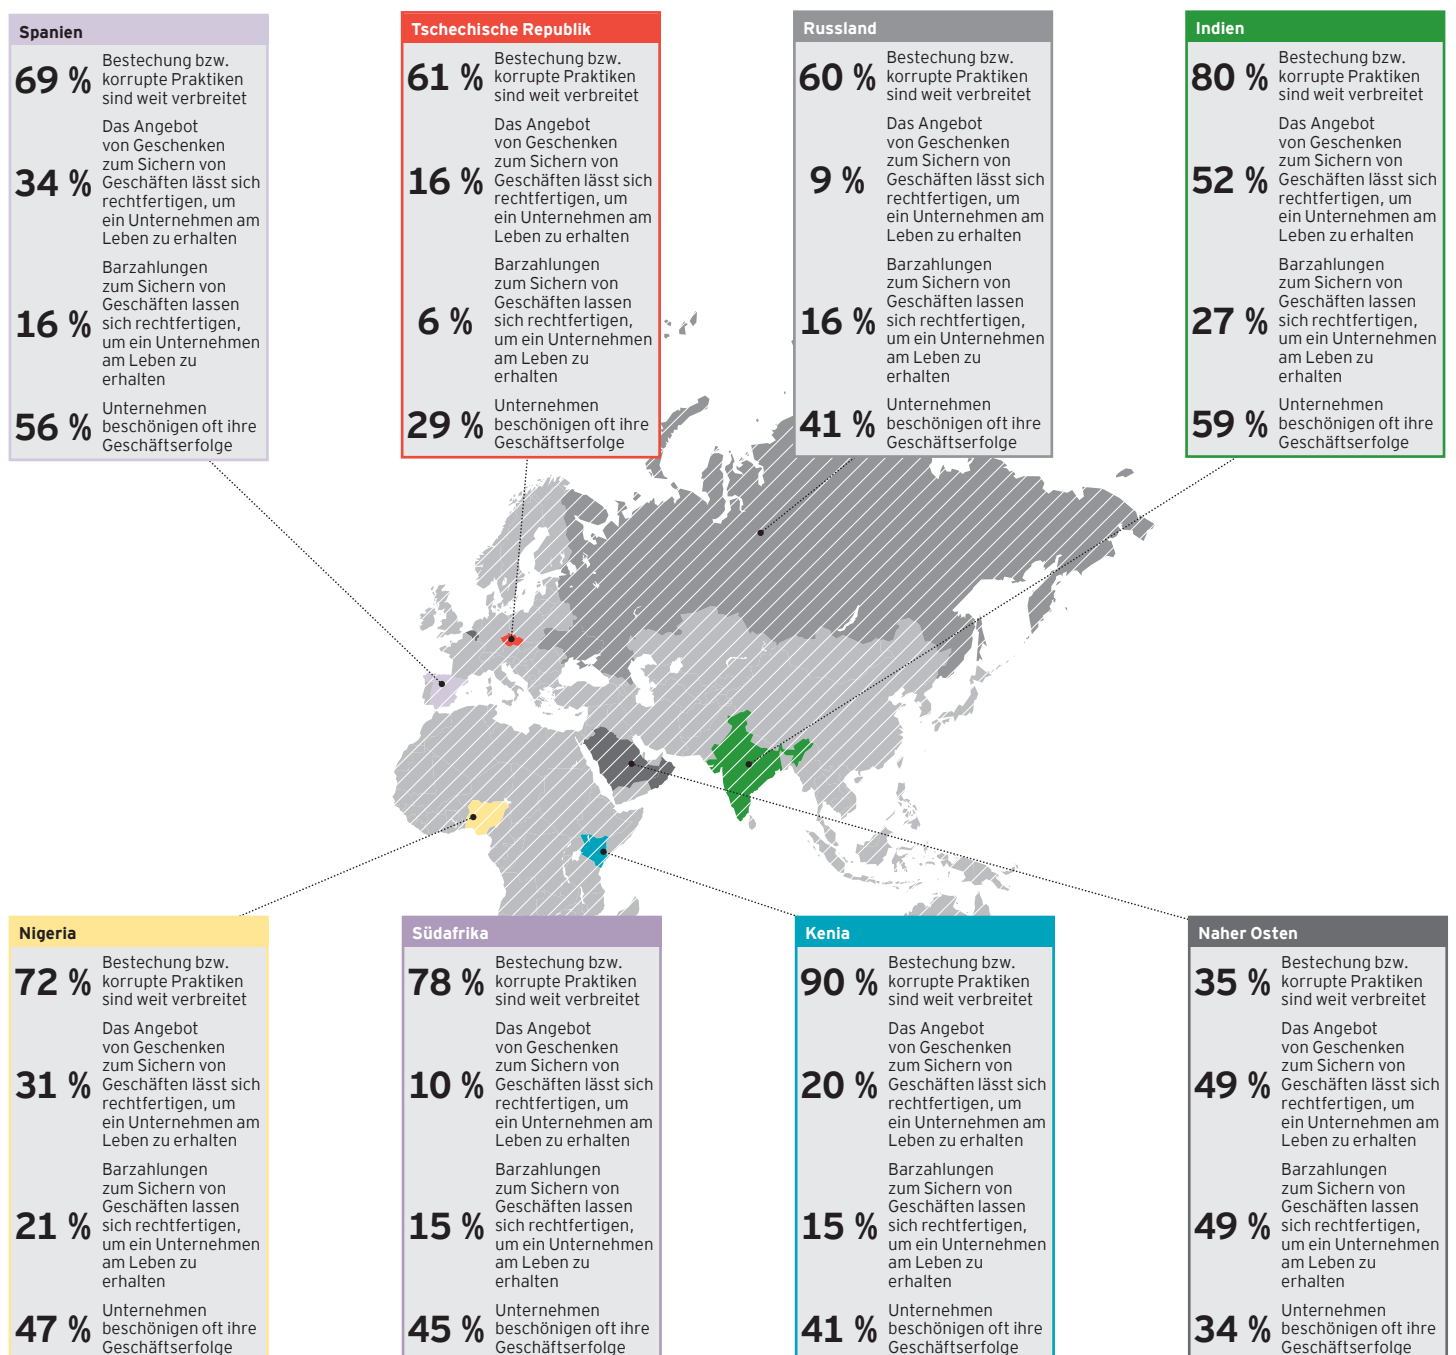 Spanien
69 %
Bestechung bzw.
korrupte Praktiken
sind weit verbreitet
34 %
Das Angebot
von Geschenken
zum Sichern von
Geschäften lässt sich
rechtfertigen, um
ein Unternehmen am
Leben zu erhalten
16 %
Barzahlungen
zum Sichern von
Geschäften lassen
sich rechtfertigen,
um ein Unternehmen
am Leben zu
erhalten
56 %
Unternehmen
beschönigen oft ihre
Geschäftserfolge
Tschechische Republik
61 %
Bestechung bzw.
korrupte Praktiken
sind weit verbreitet
16 %
Das Angebot
von Geschenken
zum Sichern von
Geschäften lässt sich
rechtfertigen, um
ein Unternehmen am
Leben zu erhalten
6 %
Barzahlungen
zum Sichern von
Geschäften lassen
sich rechtfertigen,
um ein Unternehmen
am Leben zu
erhalten
29 %
Unternehmen
beschönigen oft ihre
Geschäftserfolge
Russland
60 %
Bestechung bzw.
korrupte Praktiken
sind weit verbreitet
9 %
Das Angebot
von Geschenken
zum Sichern von
Geschäften lässt sich
rechtfertigen, um
ein Unternehmen am
Leben zu erhalten
16 %
Barzahlungen
zum Sichern von
Geschäften lassen
sich rechtfertigen,
um ein Unternehmen
am Leben zu
erhalten
41 %
Unternehmen
beschönigen oft ihre
Geschäftserfolge
Indien
80 %
Bestechung bzw.
korrupte Praktiken
sind weit verbreitet
52 %
Das Angebot
von Geschenken
zum Sichern von
Geschäften lässt sich
rechtfertigen, um
ein Unternehmen am
Leben zu erhalten
27 %
Barzahlungen
zum Sichern von
Geschäften lassen
sich rechtfertigen,
um ein Unternehmen
am Leben zu
erhalten
59 %
Unternehmen
beschönigen oft ihre
Geschäftserfolge
Nigeria
72 %
Bestechung bzw.
korrupte Praktiken
sind weit verbreitet
31 %
Das Angebot
von Geschenken
zum Sichern von
Geschäften lässt sich
rechtfertigen, um
ein Unternehmen am
Leben zu erhalten
21 %
Barzahlungen
zum Sichern von
Geschäften lassen
sich rechtfertigen,
um ein Unternehmen
am Leben zu
erhalten
47 %
Unternehmen
beschönigen oft ihre
Geschäftserfolge
Südafrika
78 %
Bestechung bzw.
korrupte Praktiken
sind weit verbreitet
10 %
Das Angebot
von Geschenken
zum Sichern von
Geschäften lässt sich
rechtfertigen, um
ein Unternehmen am
Leben zu erhalten
15 %
Barzahlungen
zum Sichern von
Geschäften lassen
sich rechtfertigen,
um ein Unternehmen
am Leben zu
erhalten
45 %
Unternehmen
beschönigen oft ihre
Geschäftserfolge
Kenia
90 %
Bestechung bzw.
korrupte Praktiken
sind weit verbreitet
20 %
Das Angebot
von Geschenken
zum Sichern von
Geschäften lässt sich
rechtfertigen, um
ein Unternehmen am
Leben zu erhalten
15 %
Barzahlungen
zum Sichern von
Geschäften lassen
sich rechtfertigen,
um ein Unternehmen
am Leben zu
erhalten
41 %
Unternehmen
beschönigen oft ihre
Geschäftserfolge
Naher Osten
35 %
Bestechung bzw.
korrupte Praktiken
sind weit verbreitet
49 %
Das Angebot
von Geschenken
zum Sichern von
Geschäften lässt sich
rechtfertigen, um
ein Unternehmen am
Leben zu erhalten
49 %
Barzahlungen
zum Sichern von
Geschäften lassen
sich rechtfertigen,
um ein Unternehmen
am Leben zu
erhalten
34 %
Unternehmen
beschönigen oft ihre
Geschäftserfolge